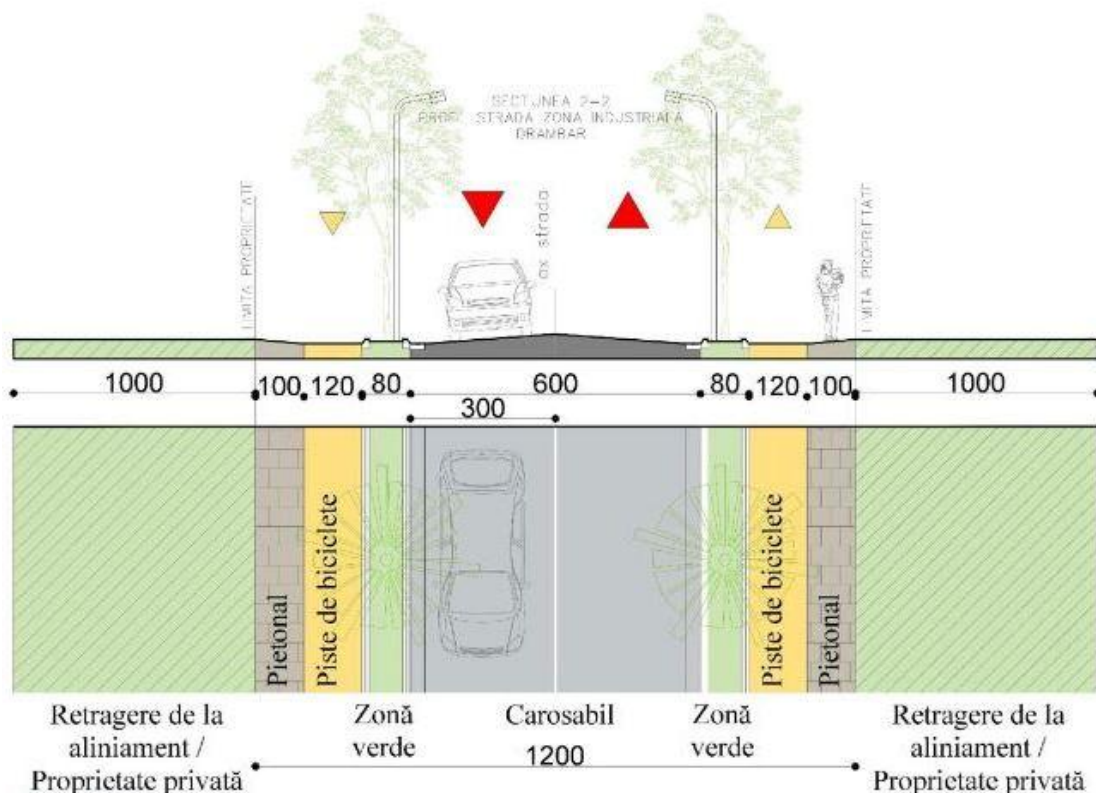 SECTIUNEA 2-2
PROFIL STRADA ZONA INDUSTRIALA
DRAMBAR
LIMITA PROPRIETATE
ax strada
LIMITA PROPRIETATE
1000 100 120 80 600 80 120 100 1000
300
Pietonal
Piste de biciclete
Piste de biciclete
Pietonal
Retragere de la
aliniament /
Proprietate privată
Zonă
verde
Carosabil
Zonă
verde
Retragere de la
aliniament /
Proprietate privată
1200